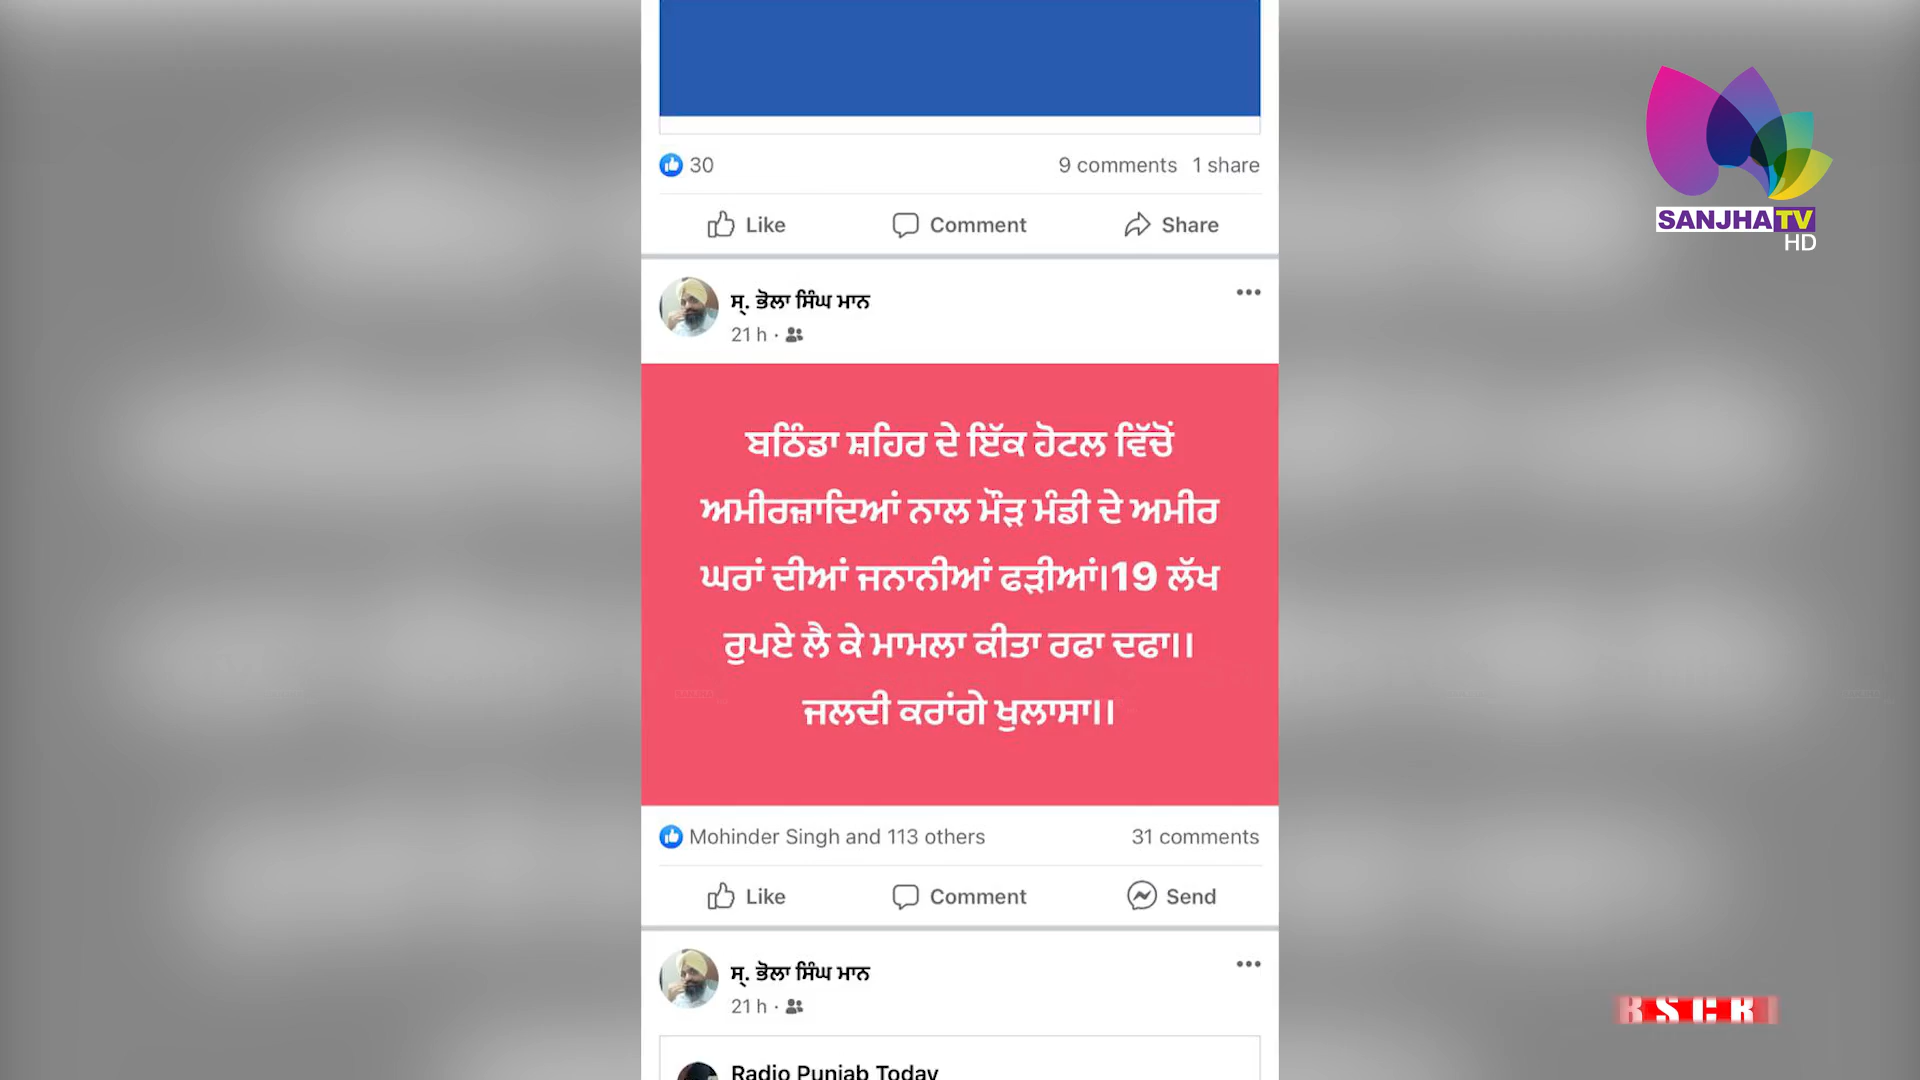 30
9 comments 1 share
Like Comment Share
SANJHA TV
HD
ਸ੍. ਭੋਲਾ ਸਿੰਘ ਮਾਨ
21 h ·
ਬਠਿੰਡਾ ਸ਼ਹਿਰ ਦੇ ਇੱਕ ਹੋਟਲ ਵਿੱਚੋਂ
ਅਮੀਰਜ਼ਾਦਿਆਂ ਨਾਲ ਮੌੜ ਮੰਡੀ ਦੇ ਅਮੀਰ
ਘਰਾਂ ਦੀਆਂ ਜਨਾਨੀਆਂ ਫੜੀਆਂ।19 ਲੱਖ
ਰੁਪਏ ਲੈ ਕੇ ਮਾਮਲਾ ਕੀਤਾ ਰਫਾ ਦਫਾ।।
ਜਲਦੀ ਕਰਾਂਗੇ ਖੁਲਾਸਾ।।
Mohinder Singh and 113 others
31 comments
Like Comment Send
ਸ੍. ਭੋਲਾ ਸਿੰਘ ਮਾਨ
21 h ·
Radio Punjab Today